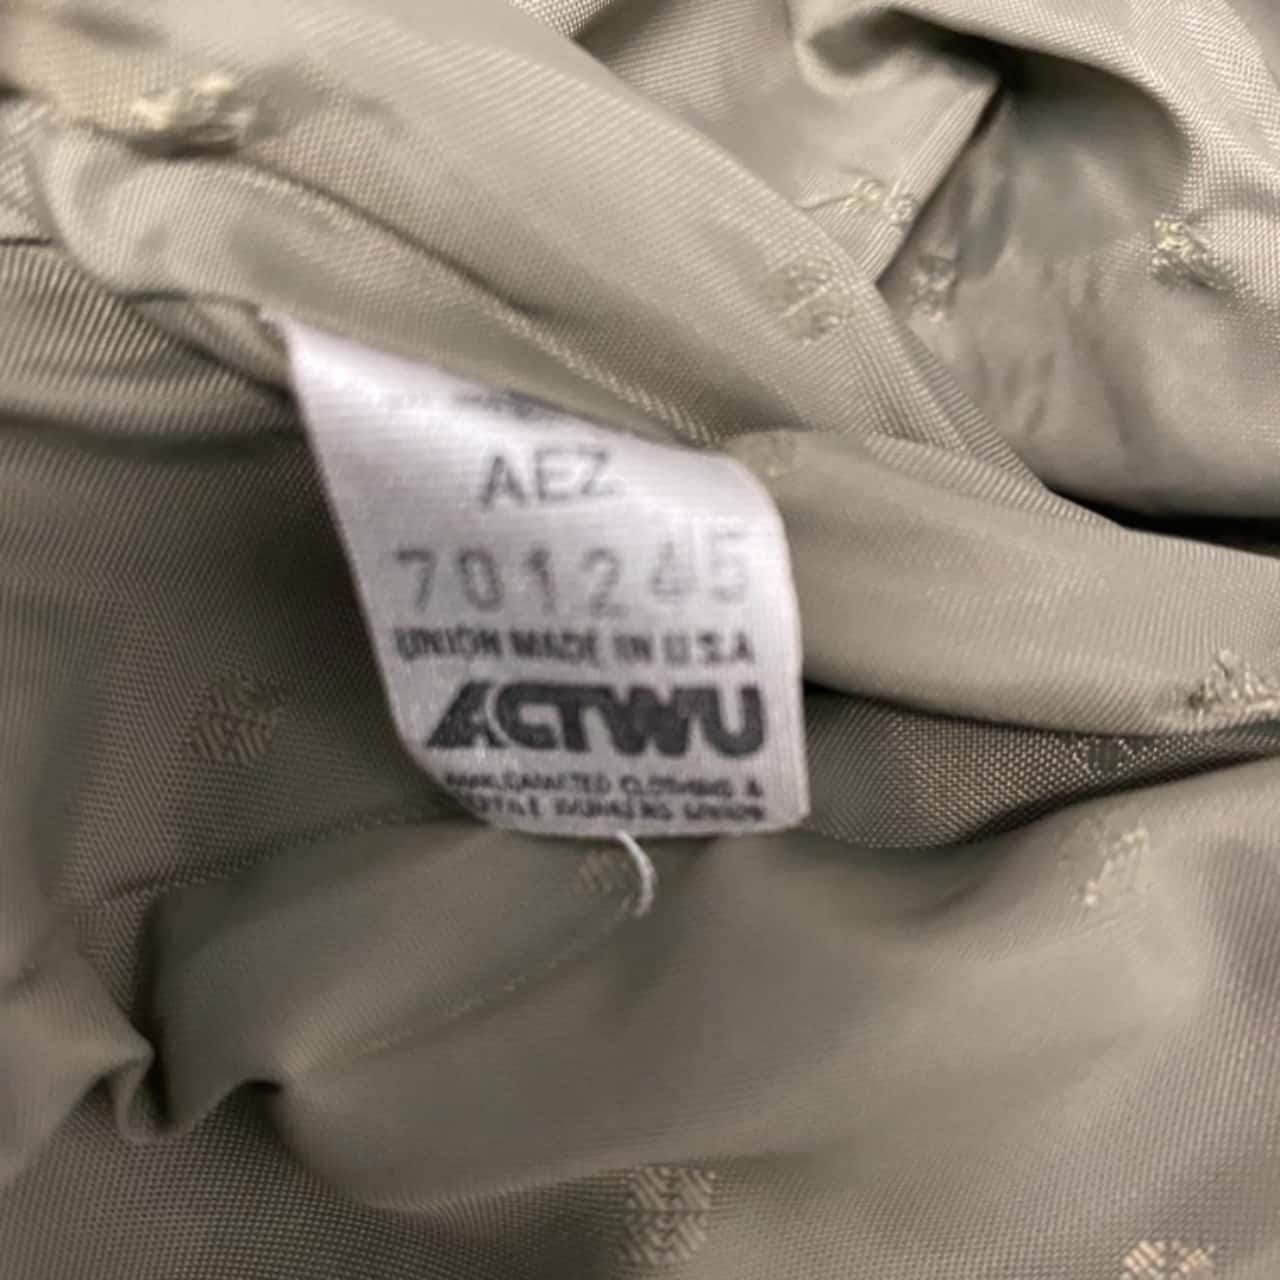 AEZ
701245
UNION MADE IN U.S.A
ACTWU
AMALGAMATED CLOTHING &
TEXTILE WORKERS UNION